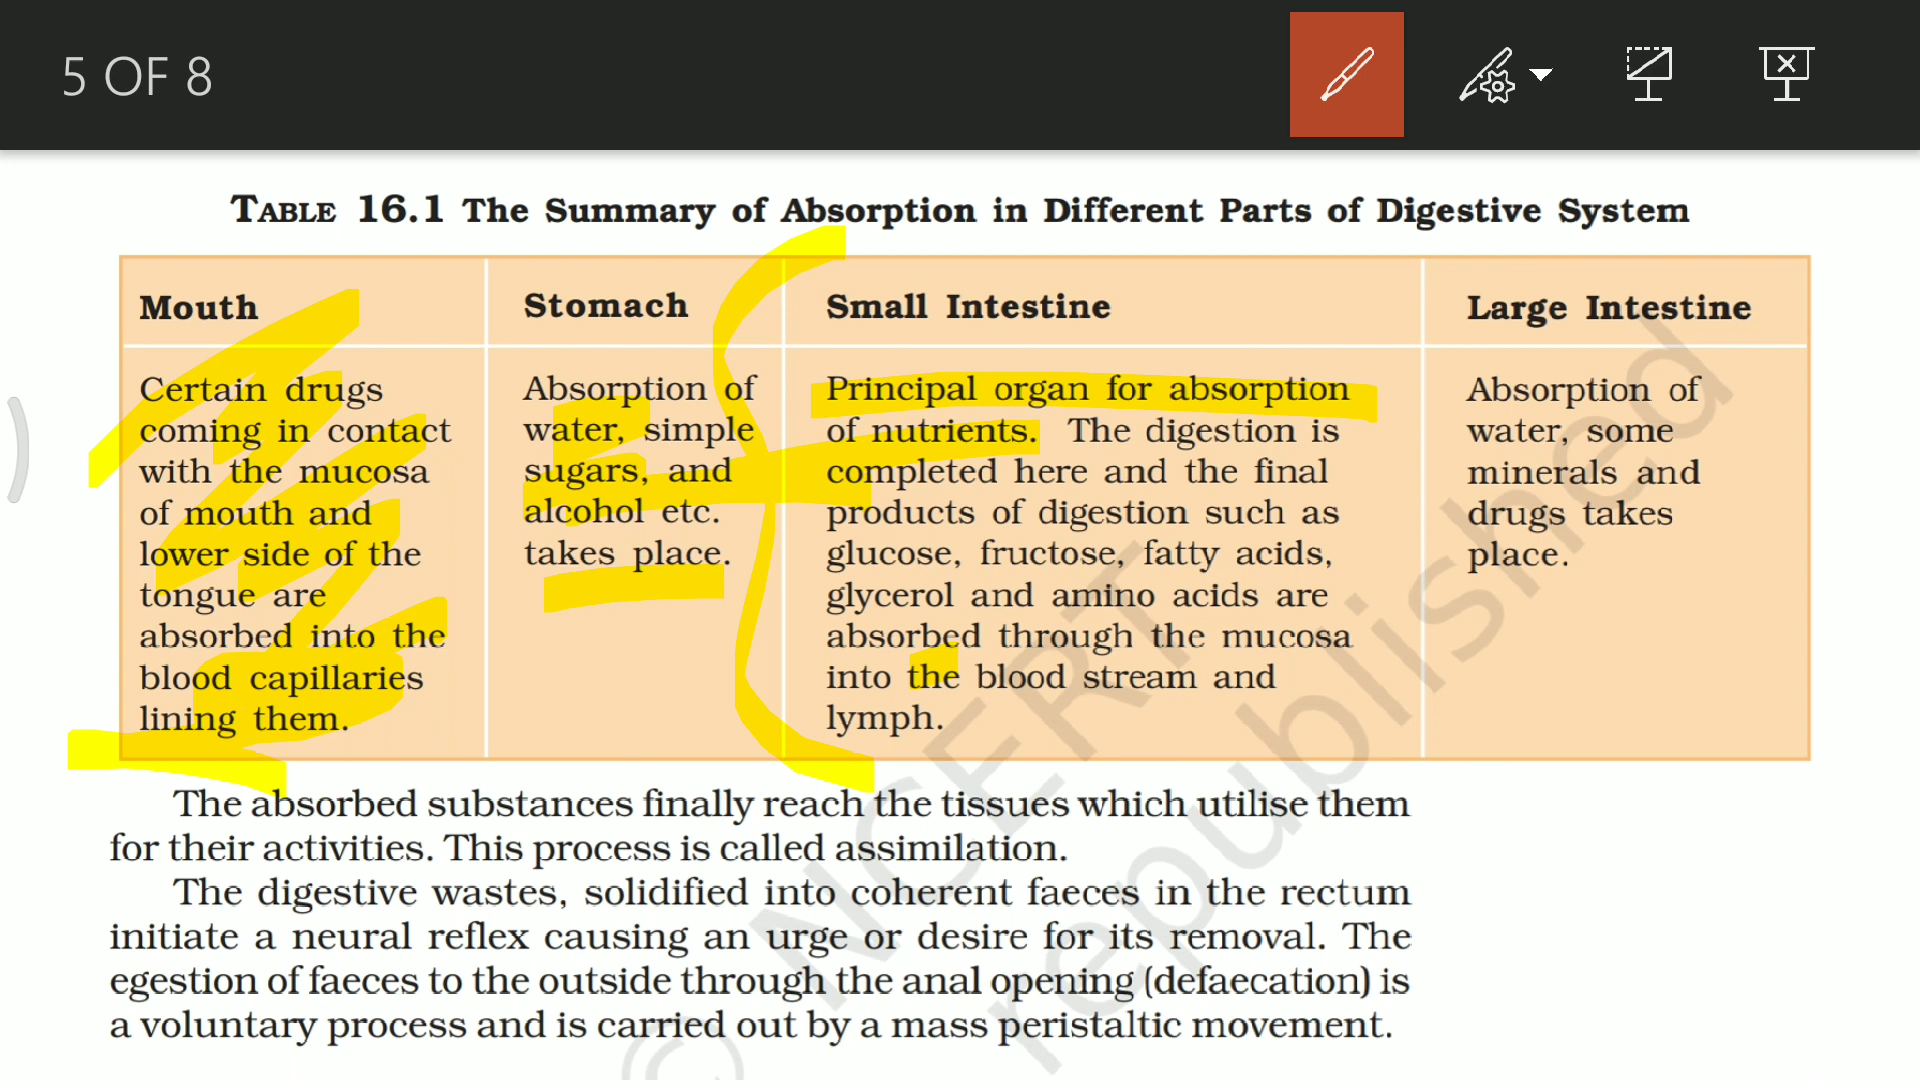 5 OF 8
TABLE 16.1 The Summary of Absorption in Different Parts of Digestive System
Mouth
Certain drugs
coming in contact
with the mucosa
of mouth and
lower side of the
tongue are
absorbed into the
blood capillaries
lining them.
Stomach
Absorption of
water, simple
sugars, and
alcohol etc.
takes place.
Small Intestine
Principal organ for absorption
of nutrients. The digestion is
completed here and the final
products of digestion such as
glucose, fructose, fatty acids,
glycerol and amino acids are
absorbed through the mucosa
into the blood stream and
lymph.
Large Intestine
Absorption of
water, some
minerals and
drugs takes
place.
The absorbed substances finally reach the tissues which utilise them
for their activities. This process is called assimilation.
The digestive wastes, solidified into coherent faeces in the rectum
initiate a neural reflex causing an urge or desire for its removal. The
egestion of faeces to the outside through the anal opening (defaecation) is
a voluntary process and is carried out by a mass peristaltic movement.
© NCERT
republished